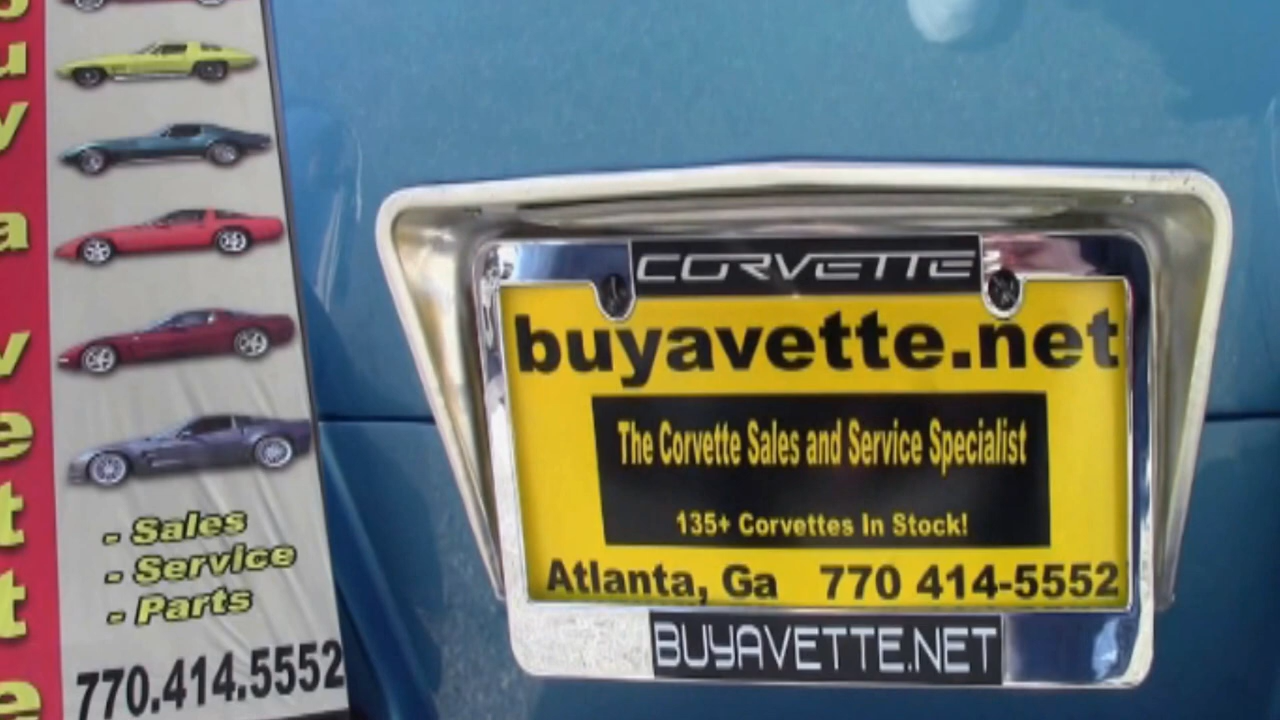 - Sales
- Service
- Parts
770.414.5552
CORVETTE
buyavette.net
The Corvette Sales and Service Specialist
135+ Corvettes In Stock!
Atlanta, Ga 770 414-5552
BUYAVETTE.NET